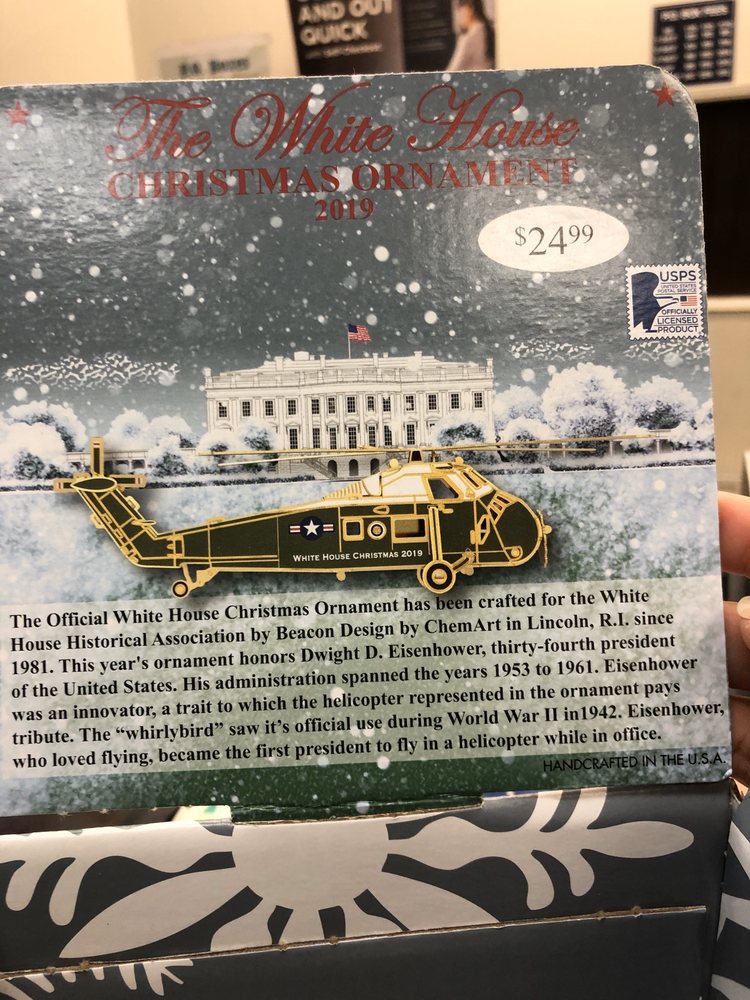 AND OUT
QUICK
The White House
CHRISTMAS ORNAMENT
2019
$24.99
USPS
UNITED STATES
POSTAL SERVICE
OFFICIALLY
LICENSED
PRODUCT
WHITE HOUSE CHRISTMAS 2019
The Official White House Christmas Ornament has been crafted for the White
House Historical Association by Beacon Design by ChemArt in Lincoln, R.I. since
1981. This year's ornament honors Dwight D. Eisenhower, thirty-fourth president
of the United States. His administration spanned the years 1953 to 1961. Eisenhower
was an innovator, a trait to which the helicopter represented in the ornament pays
tribute. The “whirlybird” saw it’s official use during World War II in1942. Eisenhower,
who loved flying, became the first president to fly in a helicopter while in office.
HANDCRAFTED IN THE U.S.A.